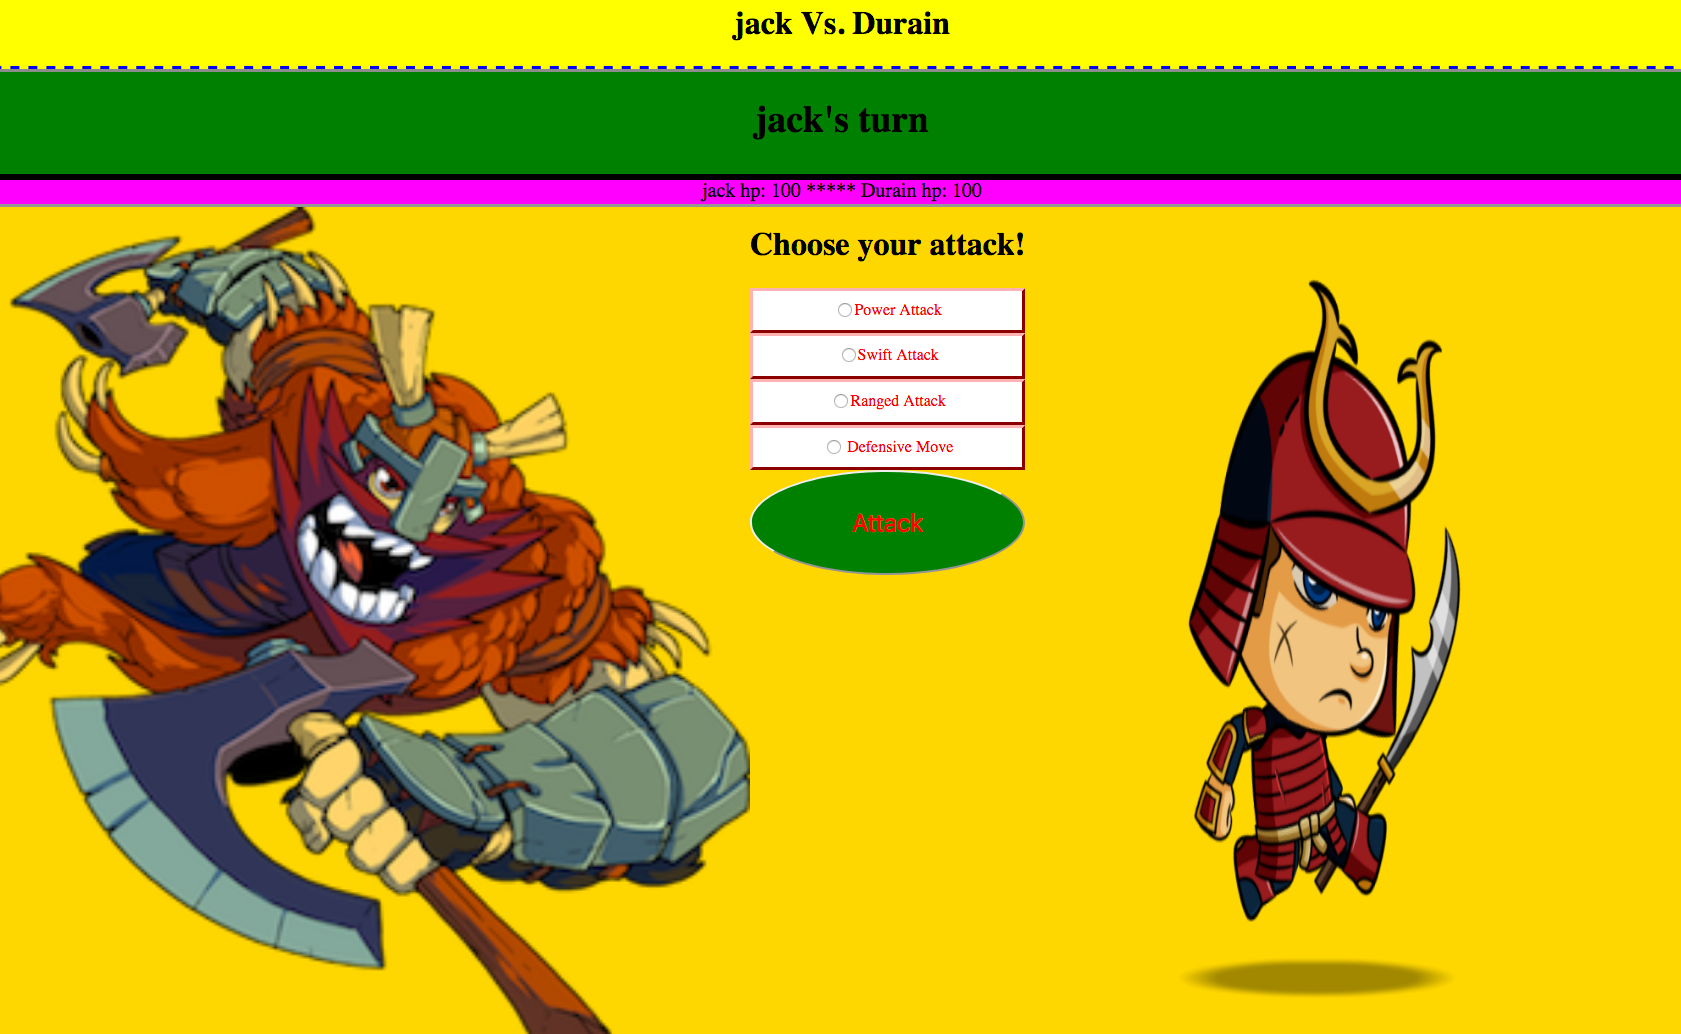 jack Vs. Durain
jack's turn
jack hp: 100 ***** Durain hp: 100
Choose your attack!
Power Attack
Swift Attack
Ranged Attack
Defensive Move
Attack